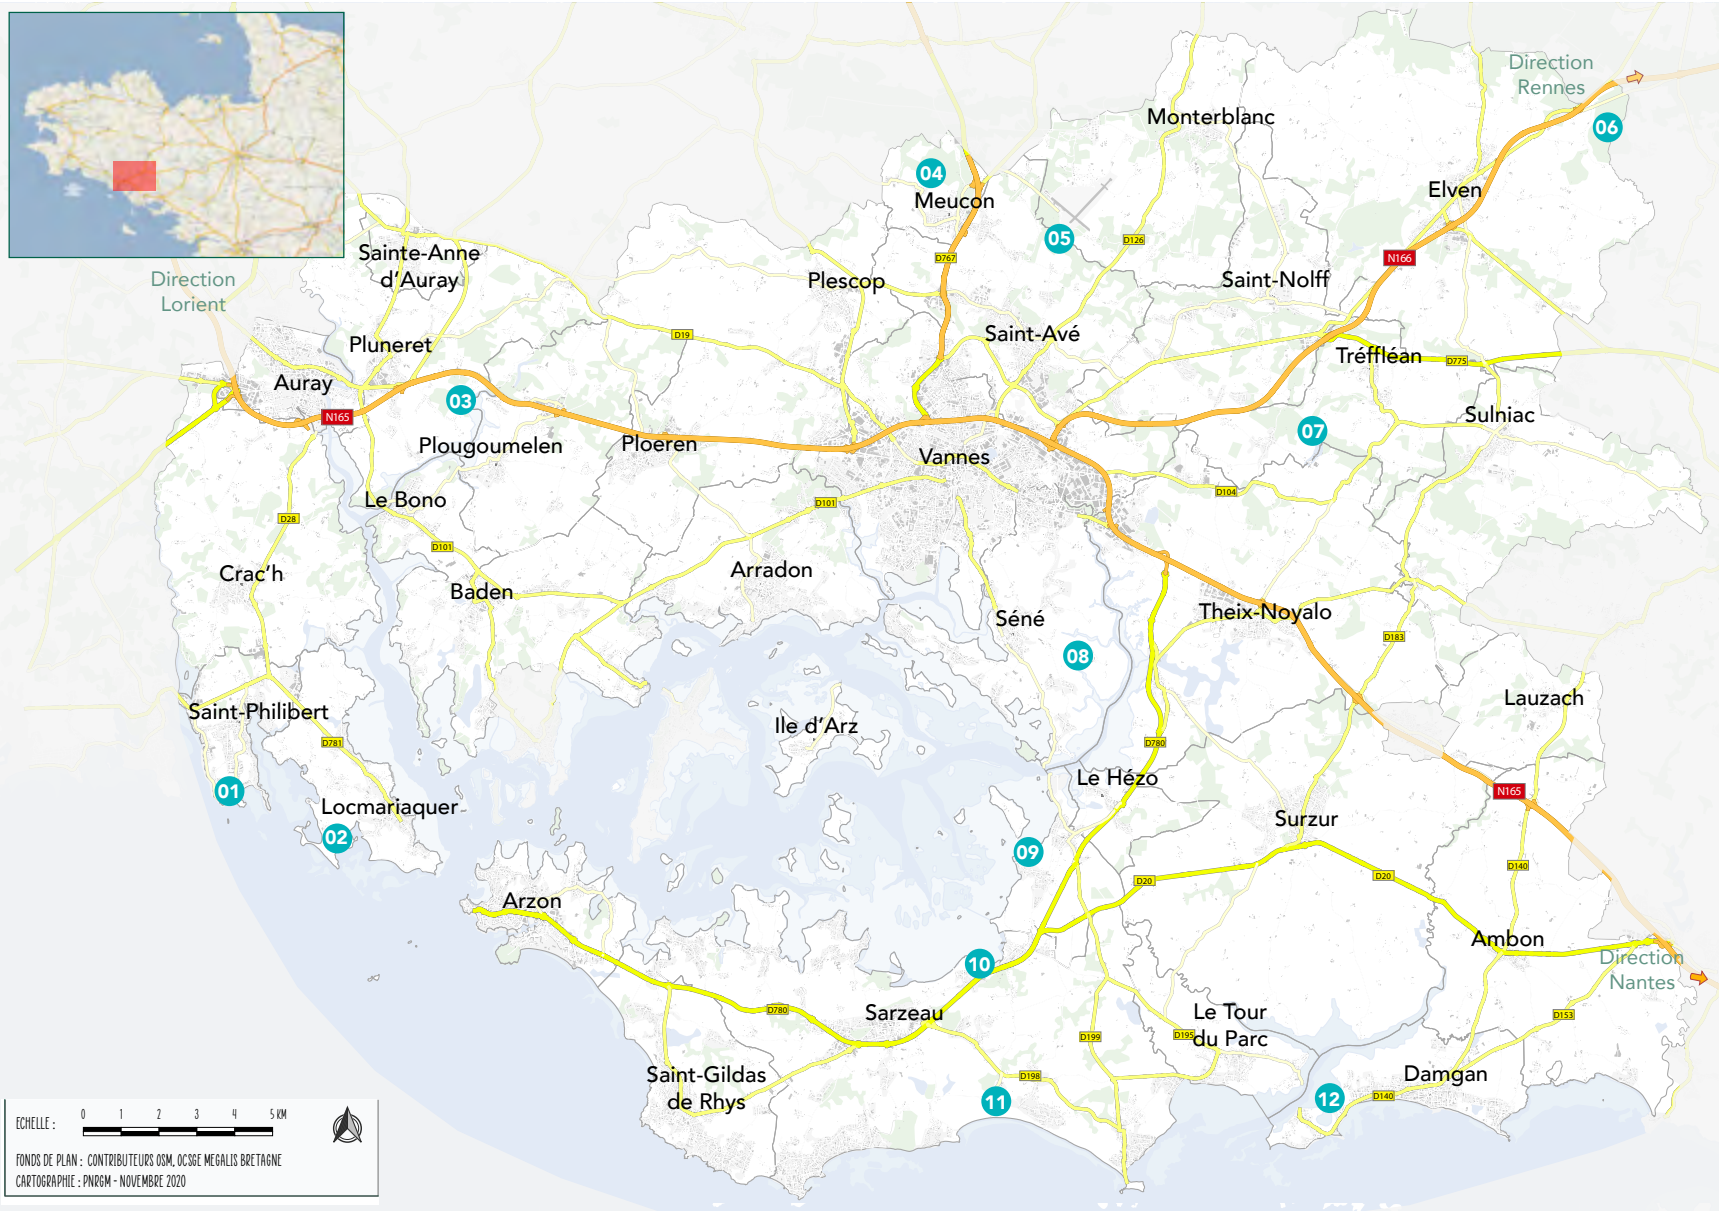 Direction
Rennes
06
Monterblanc
04
Meucon
Elven
05
D126
Sainte-Anne
d'Auray
D767
N166
Direction
Lorient
Plescop
Saint-Nolff
D19
Saint-Avé
Pluneret
Tréffléan
D775
Auray
03
N165
Sulniac
07
Plougoumelen
Ploeren
Vannes
D104
Le Bono
D101
D28
D101
Crac'h
Arradon
Baden
Séné
Theix-Noyalo
D183
08
Lauzach
Saint-Philibert
Ile d'Arz
D781
D780
Le Hézo
01
N165
Locmariaquer
02
Surzur
09
D140
D20
D20
Arzon
Ambon
10
Direction
Nantes
D780
Sarzeau
Le Tour
du Parc
D153
D199
D195
Saint-Gildas
de Rhys
D198
Damgan
11
12
D140
ECHELLE :
0 1 2 3 4 5 KM
FONDS DE PLAN : CONTRIBUTEURS OSM, OCSGE MEGALIS BRETAGNE
CARTOGRAPHIE : PNRGM - NOVEMBRE 2020